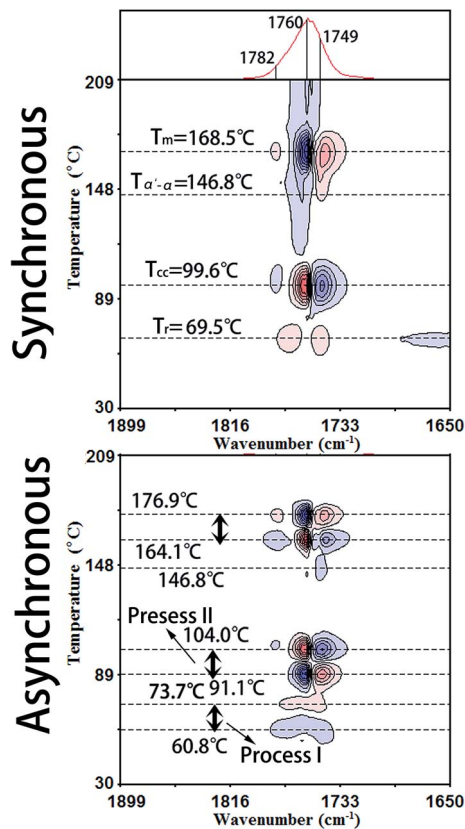 1760
1782
1749
Synchronous
Temperature (°C)
209
148
89
30
Tm=168.5℃
Tα'-α=146.8℃
Tcc=99.6℃
Tr=69.5℃
1899
1816
1733
1650
Wavenumber (cm-1)
Asynchronous
Temperature (°C)
209
148
89
30
176.9℃
164.1℃
146.8℃
Presess II
104.0℃
73.7℃
91.1℃
60.8℃
Process I
1899
1816
1733
1650
Wavenumber (cm-1)